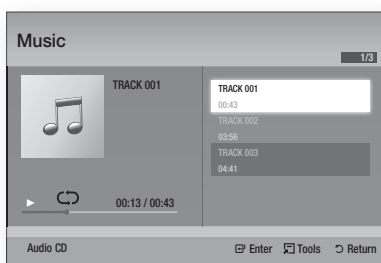 Music
1/3
TRACK 001
00:13 / 00:43
TRACK 001
00:43
TRACK 002
03:56
TRACK 003
04:41
Audio CD
Enter Tools Return